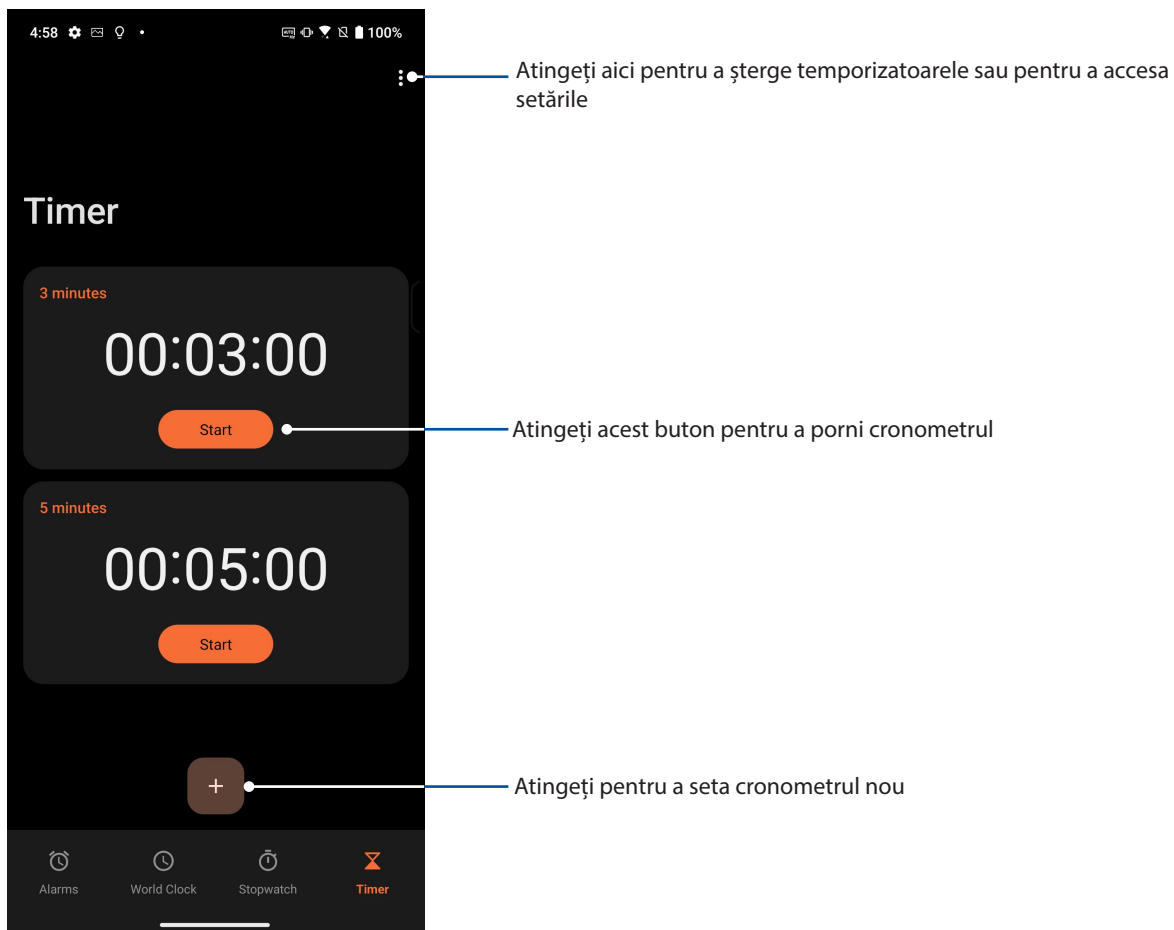 4:58 100%
Atingeți aici pentru a șterge temporizatoarele sau pentru a accesa
setările
Timer
3 minutes
00:03:00
Start
Atingeți acest buton pentru a porni cronometrul
5 minutes
00:05:00
Start
+
Atingeți pentru a seta cronometrul nou
Alarms World Clock Stopwatch Timer